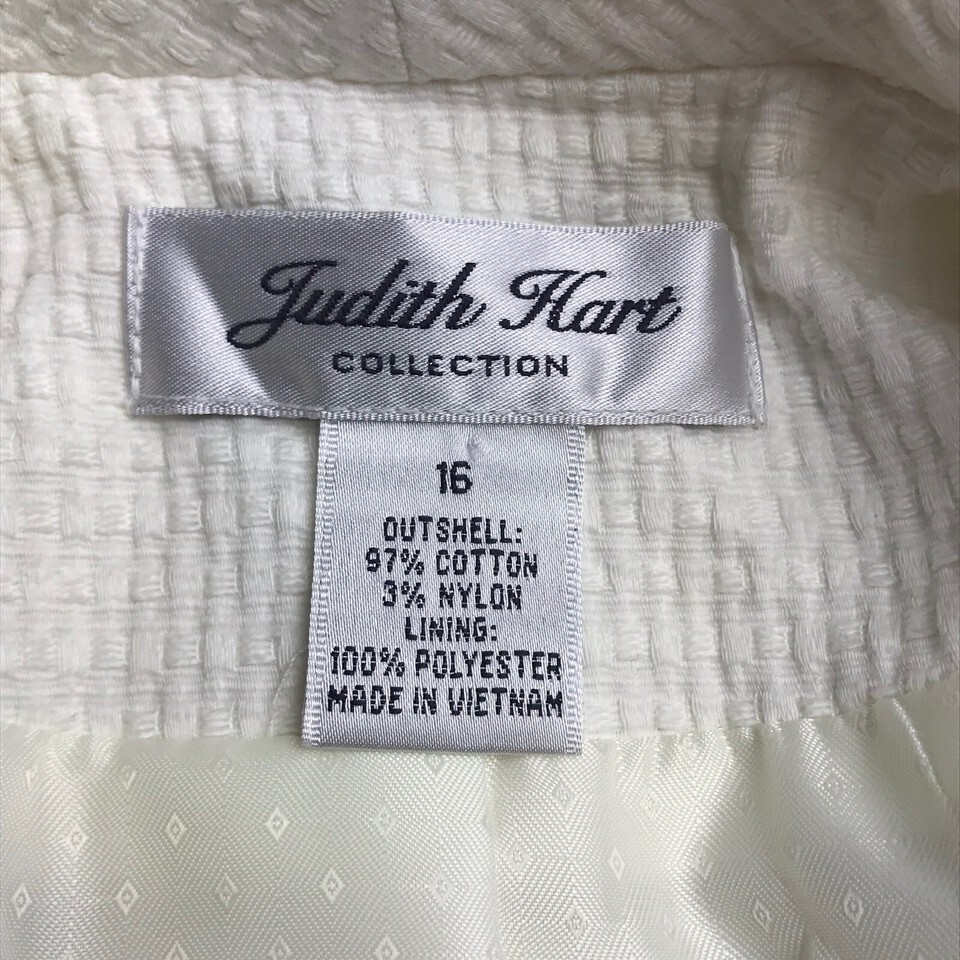 Judith Hart
COLLECTION
16
OUTSHELL:
97% COTTON
3% NYLON
LINING:
100% POLYESTER
MADE IN VIETNAM